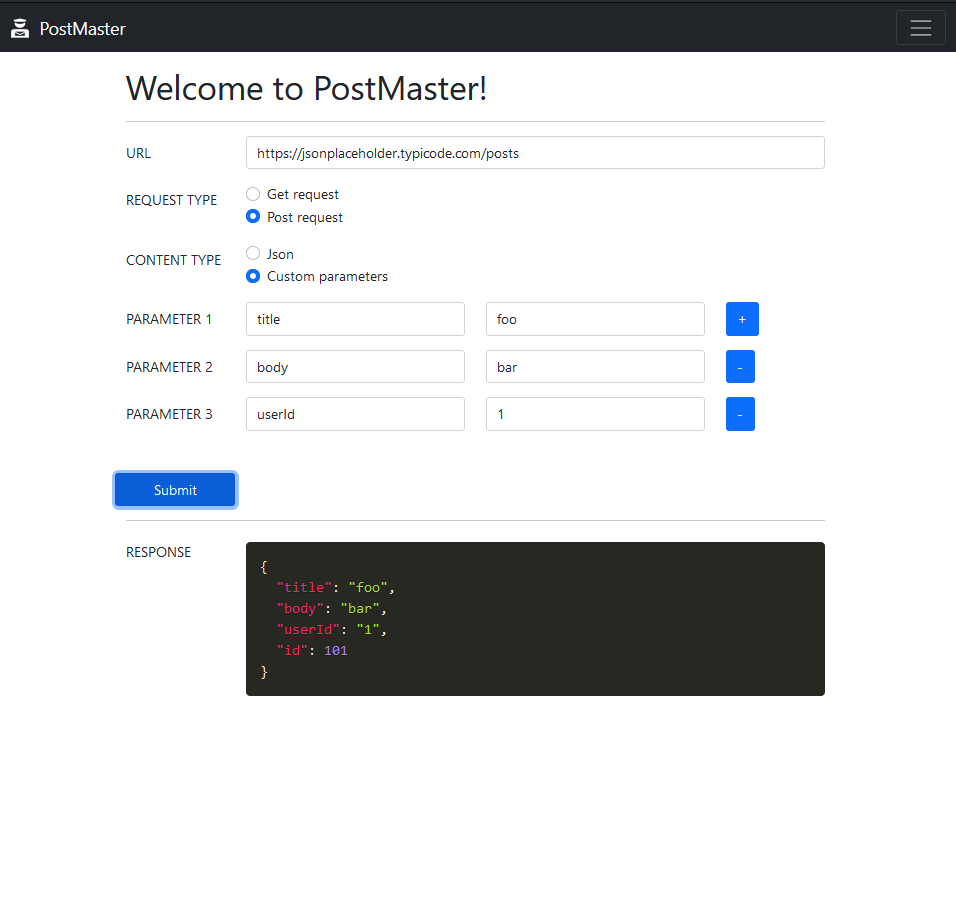 PostMaster
Welcome to PostMaster!
URL https://jsonplaceholder.typicode.com/posts
REQUEST TYPE Get request
Post request
CONTENT TYPE Json
Custom parameters
PARAMETER 1 title foo +
PARAMETER 2 body bar -
PARAMETER 3 userId 1 -
Submit
RESPONSE
{
"title": "foo",
"body": "bar",
"userId": "1",
"id": 101
}